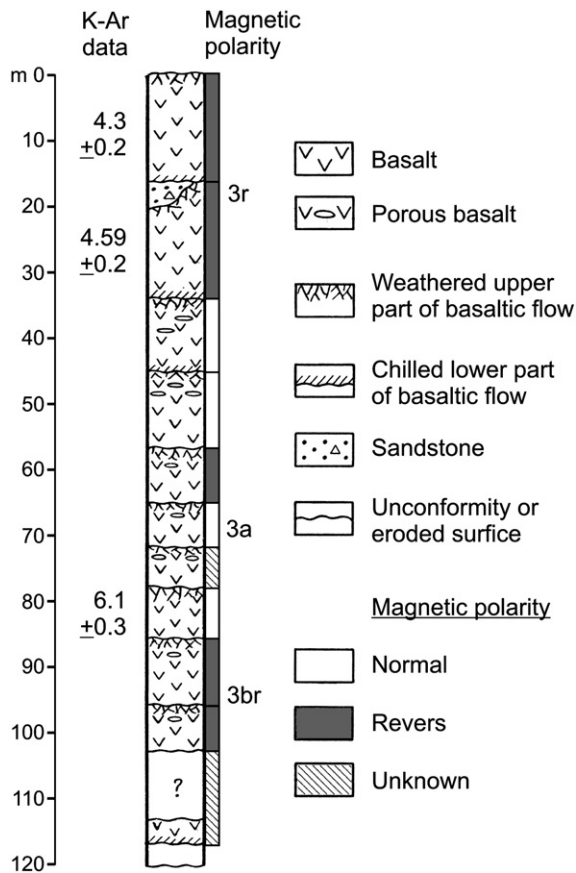 K-Ar
data
Magnetic
polarity
m 0
10
20
30
40
50
60
70
80
90
100
110
120
4.3
±0.2
4.59
±0.2
6.1
±0.3
3r
3a
3br
?
Basalt
Porous basalt
Weathered upper
part of basaltic flow
Chilled lower part
of basaltic flow
Sandstone
Unconformity or
eroded surfice
Magnetic polarity
Normal
Revers
Unknown